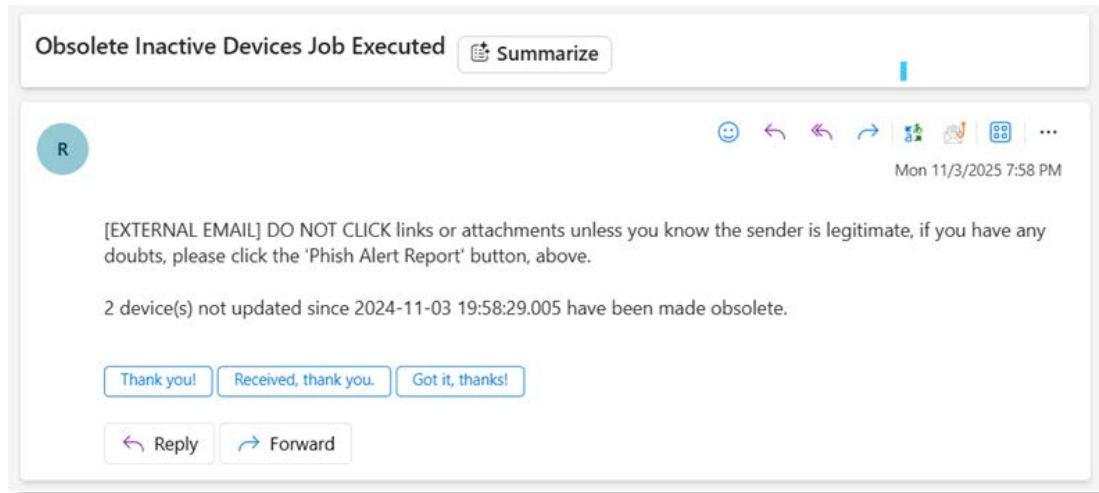 Obsolete Inactive Devices Job Executed Summarize
R
Mon 11/3/2025 7:58 PM
[EXTERNAL EMAIL] DO NOT CLICK links or attachments unless you know the sender is legitimate, if you have any
doubts, please click the 'Phish Alert Report' button, above.
2 device(s) not updated since 2024-11-03 19:58:29.005 have been made obsolete.
Thank you! Received, thank you. Got it, thanks!
Reply Forward